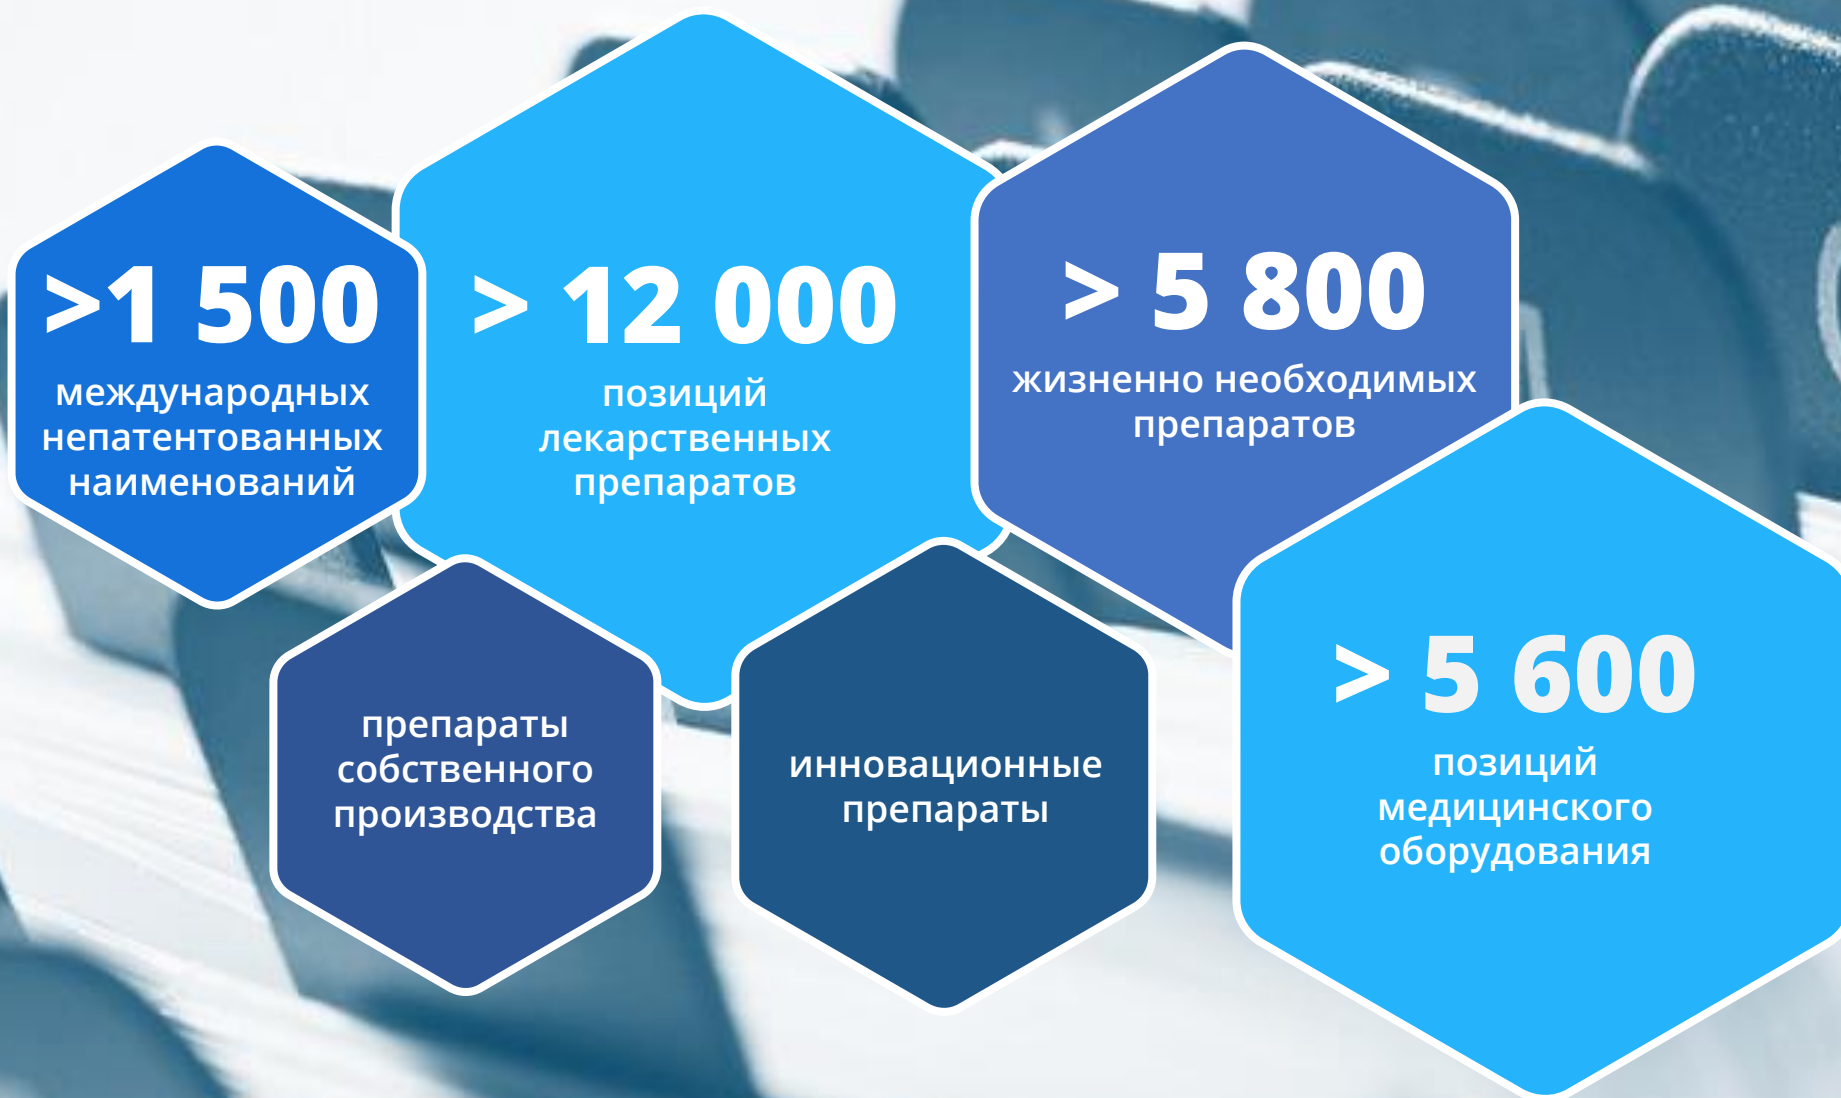 >1 500
международных
непатентованных
наименований
> 12 000
позиций
лекарственных
препаратов
> 5 800
жизненно необходимых
препаратов
препараты
собственного
производства
инновационные
препараты
> 5 600
позиций
медицинского
оборудования